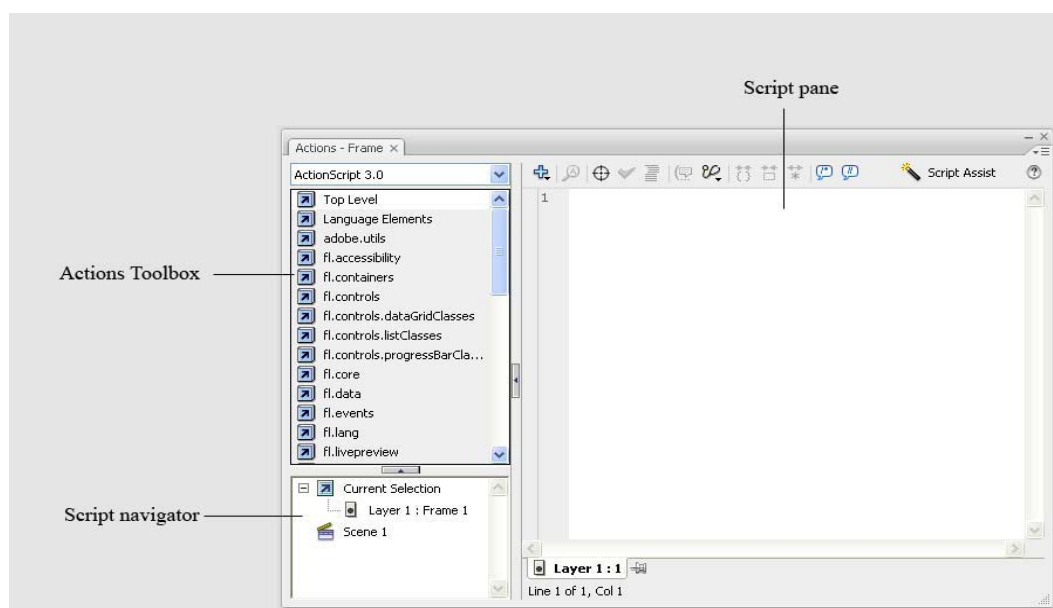 Script pane
Actions - Frame
ActionScript 3.0
Script Assist
Top Level
Language Elements
adobe.utils
fl.accessibility
fl.containers
fl.controls
fl.controls.dataGridClasses
fl.controls.listClasses
fl.controls.progressBarCla...
fl.core
fl.data
fl.events
fl.lang
fl.livepreview
1
Actions Toolbox
Current Selection
Layer 1 : Frame 1
Scene 1
Script navigator
Layer 1 : 1
Line 1 of 1, Col 1